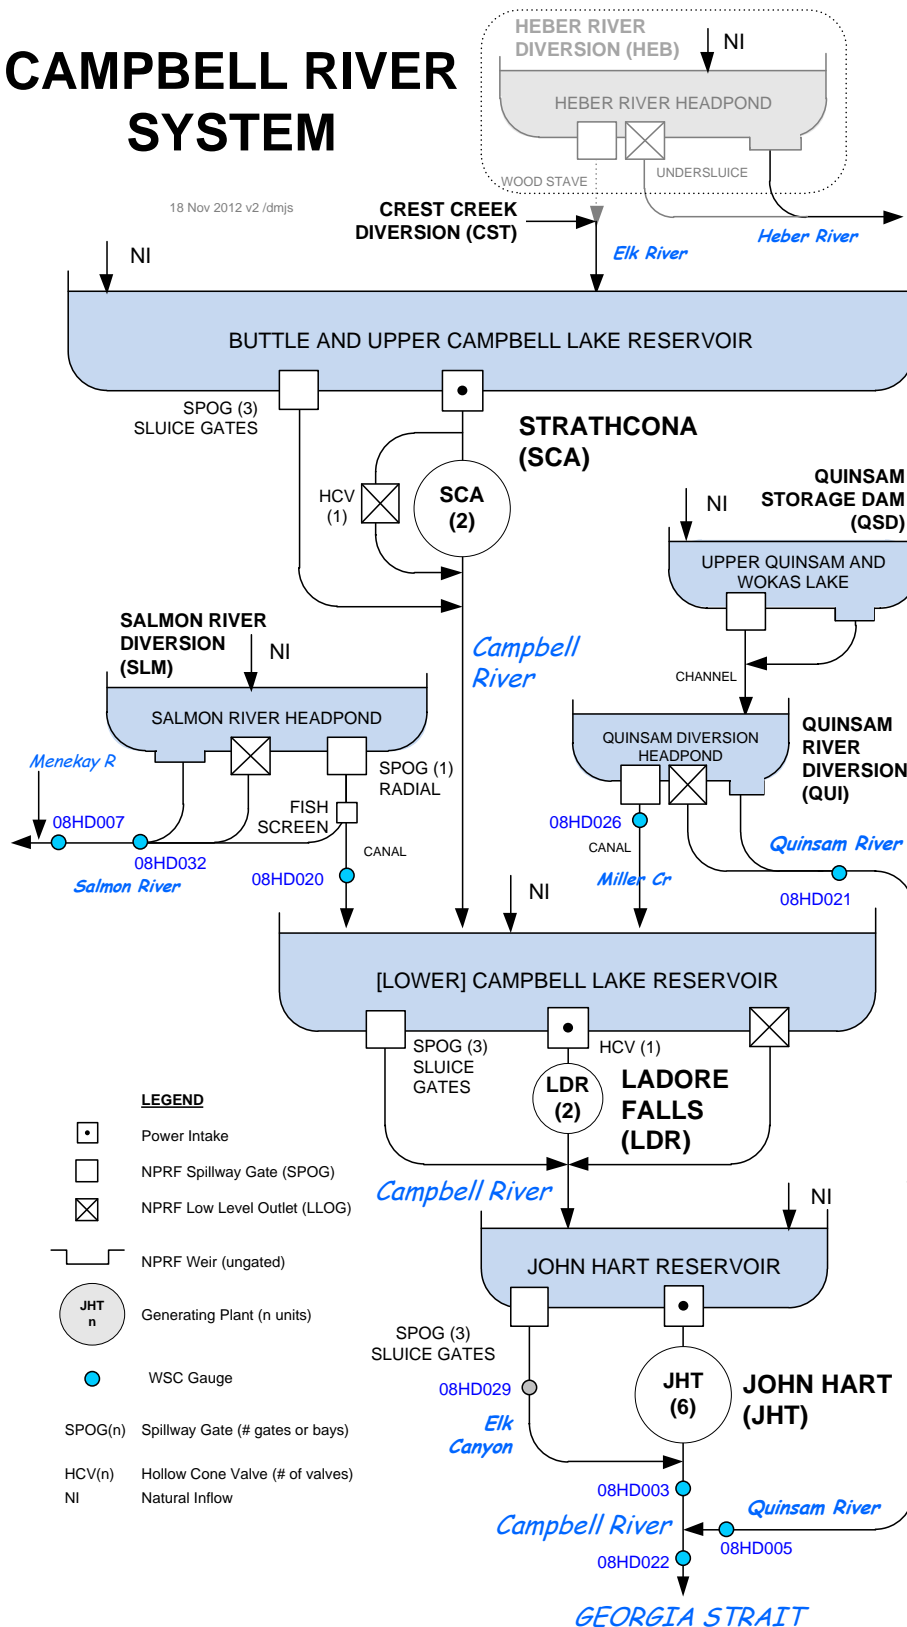 CAMPBELL RIVER
SYSTEM
18 Nov 2012 v2 /dmjs
HEBER RIVER
DIVERSION (HEB)
NI
HEBER RIVER HEADPOND
WOOD STAVE
UNDERSLUICE
CREST CREEK
DIVERSION (CST)
Elk River
Heber River
NI
BUTTLE AND UPPER CAMPBELL LAKE RESERVOIR
SPOG (3)
SLUICE GATES
STRATHCONA
(SCA)
HCV
(1)
SCA
(2)
QUINSAM
STORAGE DAM
(QSD)
NI
UPPER QUINSAM AND
WOKAS LAKE
SALMON RIVER
DIVERSION
(SLM)
NI
Campbell
River
CHANNEL
SALMON RIVER HEADPOND
QUINSAM DIVERSION
HEADPOND
QUINSAM
RIVER
DIVERSION
(QUI)
Menekay R
SPOG (1)
RADIAL
FISH
SCREEN
08HD007
08HD032
Salmon River
CANAL
08HD020
08HD026
CANAL
Miller Cr
Quinsam River
08HD021
NI
[LOWER] CAMPBELL LAKE RESERVOIR
SPOG (3)
SLUICE
GATES
HCV (1)
LDR
(2)
LADORE
FALLS
(LDR)
Campbell River
LEGEND
Power Intake
NPRF Spillway Gate (SPOG)
NPRF Low Level Outlet (LLOG)
NPRF Weir (ungated)
JHT
n
Generating Plant (n units)
WSC Gauge
SPOG(n) Spillway Gate (# gates or bays)
HCV(n) Hollow Cone Valve (# of valves)
NI Natural Inflow
NI
JOHN HART RESERVOIR
SPOG (3)
SLUICE GATES
08HD029
Elk
Canyon
JHT
(6)
JOHN HART
(JHT)
08HD003
Campbell River
Quinsam River
08HD005
08HD022
GEORGIA STRAIT